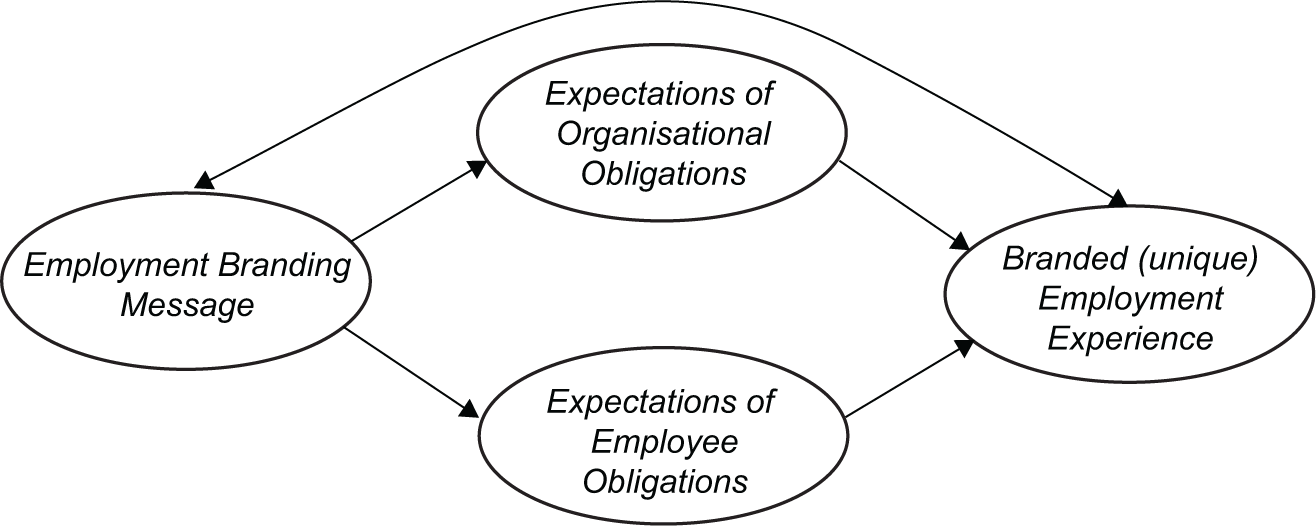 Expectations of
Organisational
Obligations
Employment Branding
Message
Branded (unique)
Employment
Experience
Expectations of
Employee
Obligations